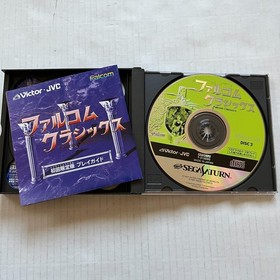 Victor・JVC
Falcom
ファルコム
クラシックス
初回限定版 プレイガイド
ファルコム
クラシックス
DISC 2
Falcom
Victor・JVC
SEGA SATURN